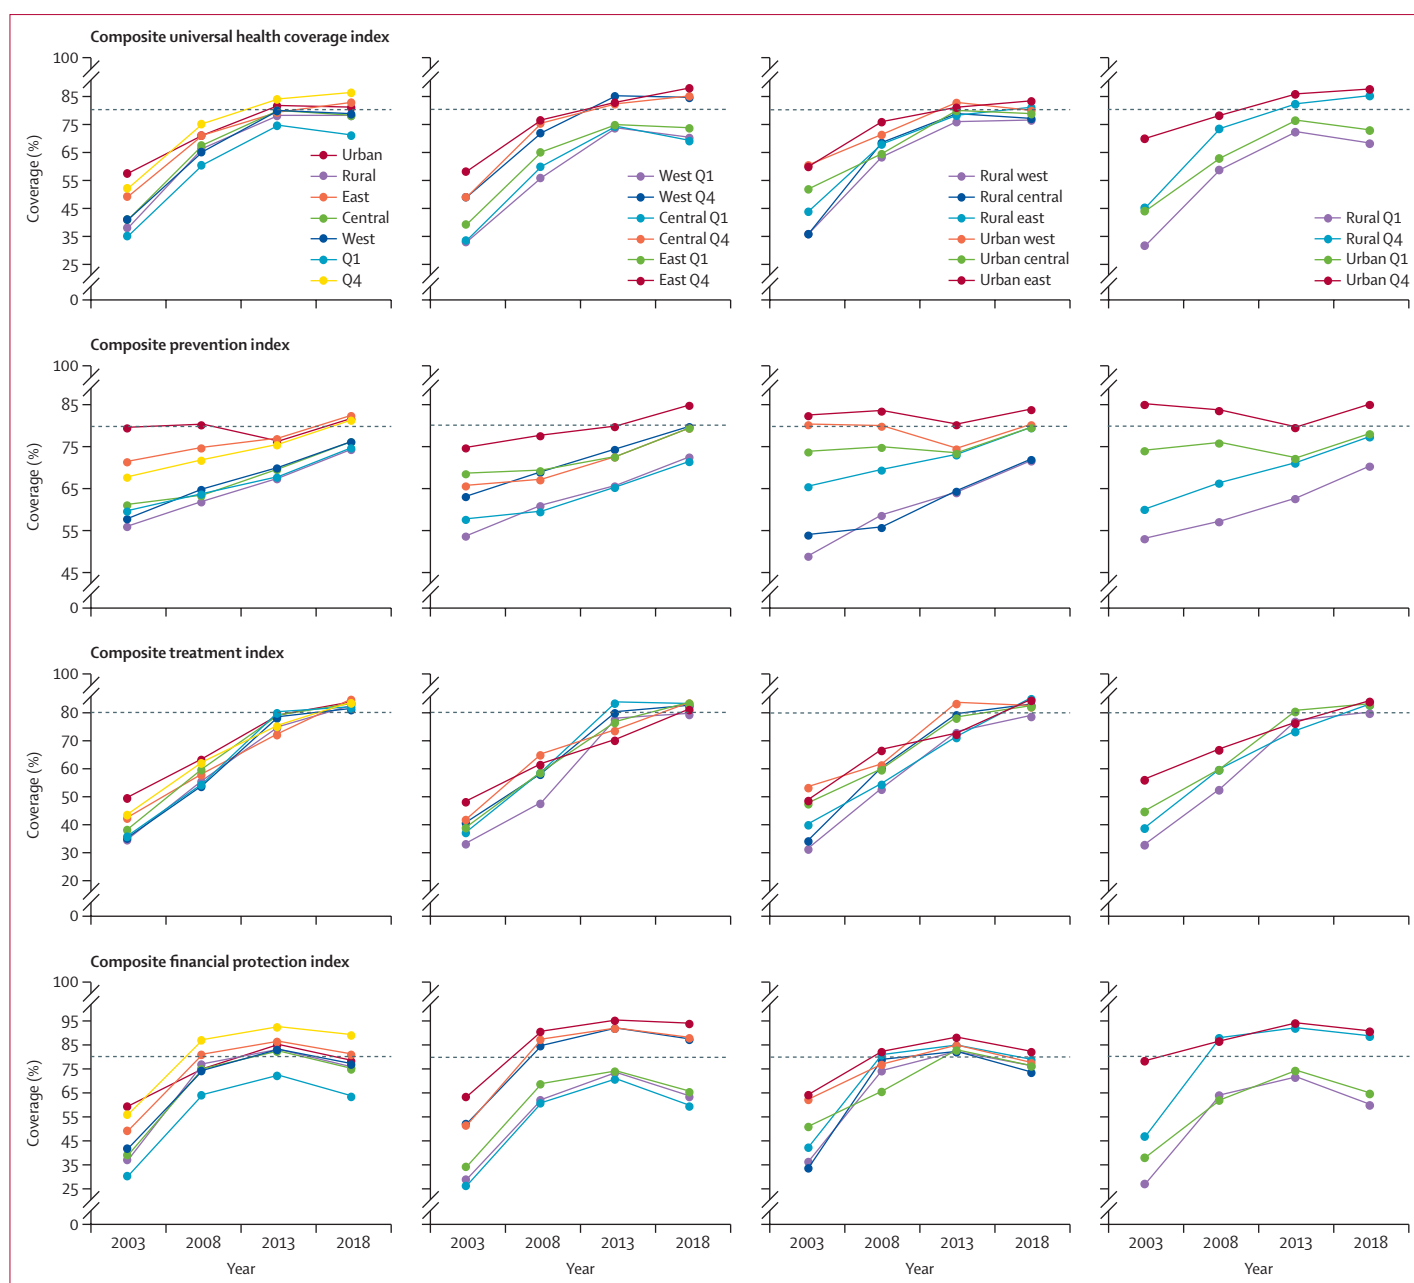 Composite universal health coverage index
100
85
75
65
55
45
35
25
0
Coverage (%)
Urban
Rural
East
Central
West
Q1
Q4
West Q1
West Q4
Central Q1
Central Q4
East Q1
East Q4
Rural west
Rural central
Rural east
Urban west
Urban central
Urban east
Rural Q1
Rural Q4
Urban Q1
Urban Q4
Composite prevention index
100
85
75
65
55
45
0
Coverage (%)
Composite treatment index
100
80
70
60
50
40
30
20
0
Coverage (%)
Composite financial protection index
100
95
85
75
65
55
45
35
25
0
Coverage (%)
2003 2008 2013 2018
Year
2003 2008 2013 2018
Year
2003 2008 2013 2018
Year
2003 2008 2013 2018
Year